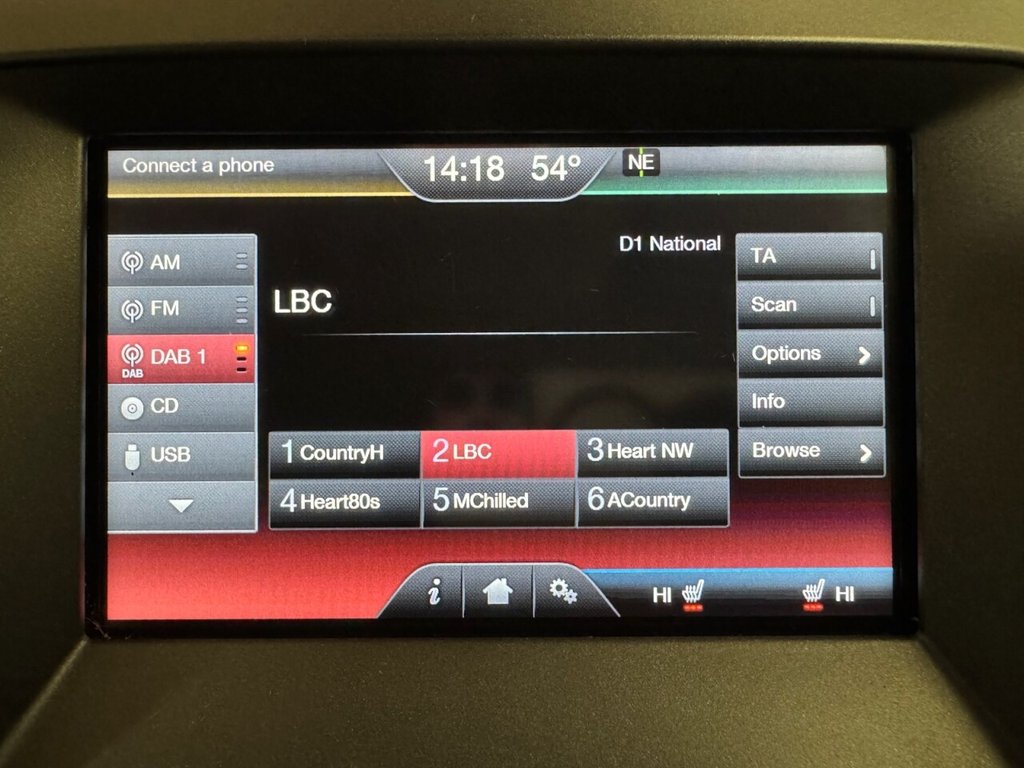 Connect a phone
14:18 54°
NE
D1 National
AM
FM
DAB 1
DAB
CD
USB
LBC
TA
Scan
Options
Info
Browse
1 CountryH
2 LBC
3 Heart NW
4 Heart80s
5 MChilled
6 ACountry
i
HI
HI